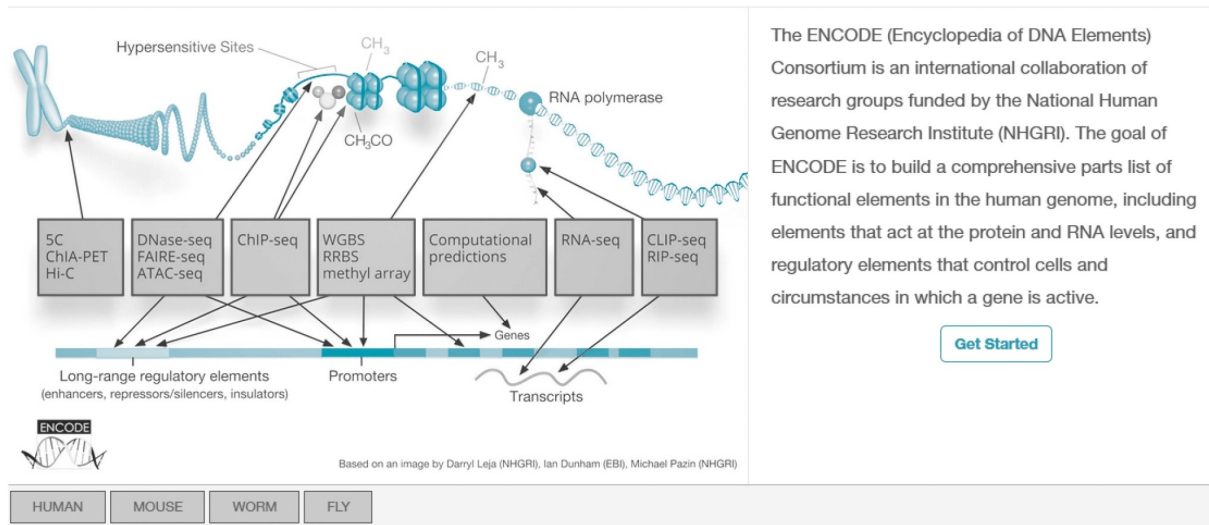 Hypersensitive Sites
CH3
CH3
RNA polymerase
CH3CO
5C
ChIA-PET
Hi-C
DNase-seq
FAIRE-seq
ATAC-seq
ChIP-seq
WGBS
RRBS
methyl array
Computational
predictions
RNA-seq
CLIP-seq
RIP-seq
Genes
Long-range regulatory elements
(enhancers, repressors/silencers, insulators)
Promoters
Transcripts
ENCODE
Based on an image by Darryl Leja (NHGRI), Ian Dunham (EBI), Michael Pazin (NHGRI)
The ENCODE (Encyclopedia of DNA Elements)
Consortium is an international collaboration of
research groups funded by the National Human
Genome Research Institute (NHGRI). The goal of
ENCODE is to build a comprehensive parts list of
functional elements in the human genome, including
elements that act at the protein and RNA levels, and
regulatory elements that control cells and
circumstances in which a gene is active.
Get Started
HUMAN
MOUSE
WORM
FLY